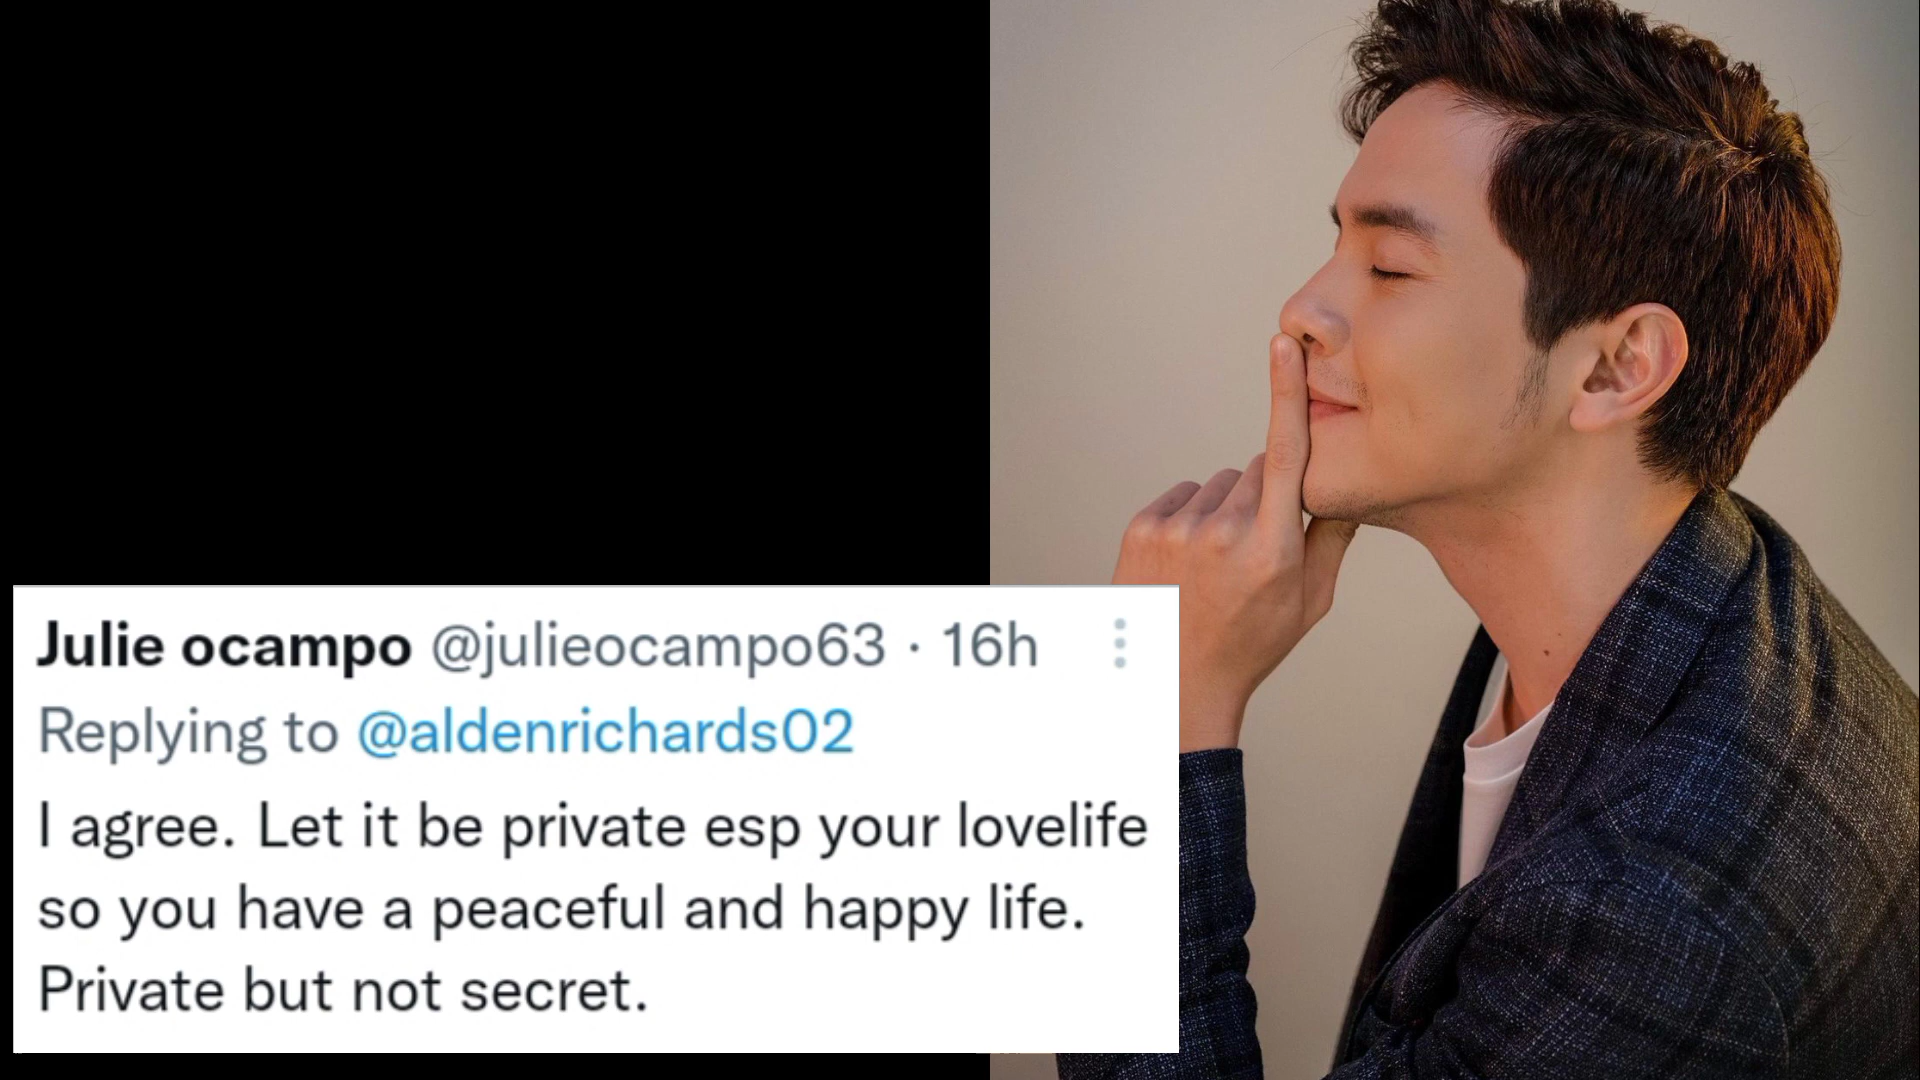 Julie ocampo @julieocampo63 · 16h
Replying to @aldenrichards02
I agree. Let it be private esp your lovelife
so you have a peaceful and happy life.
Private but not secret.